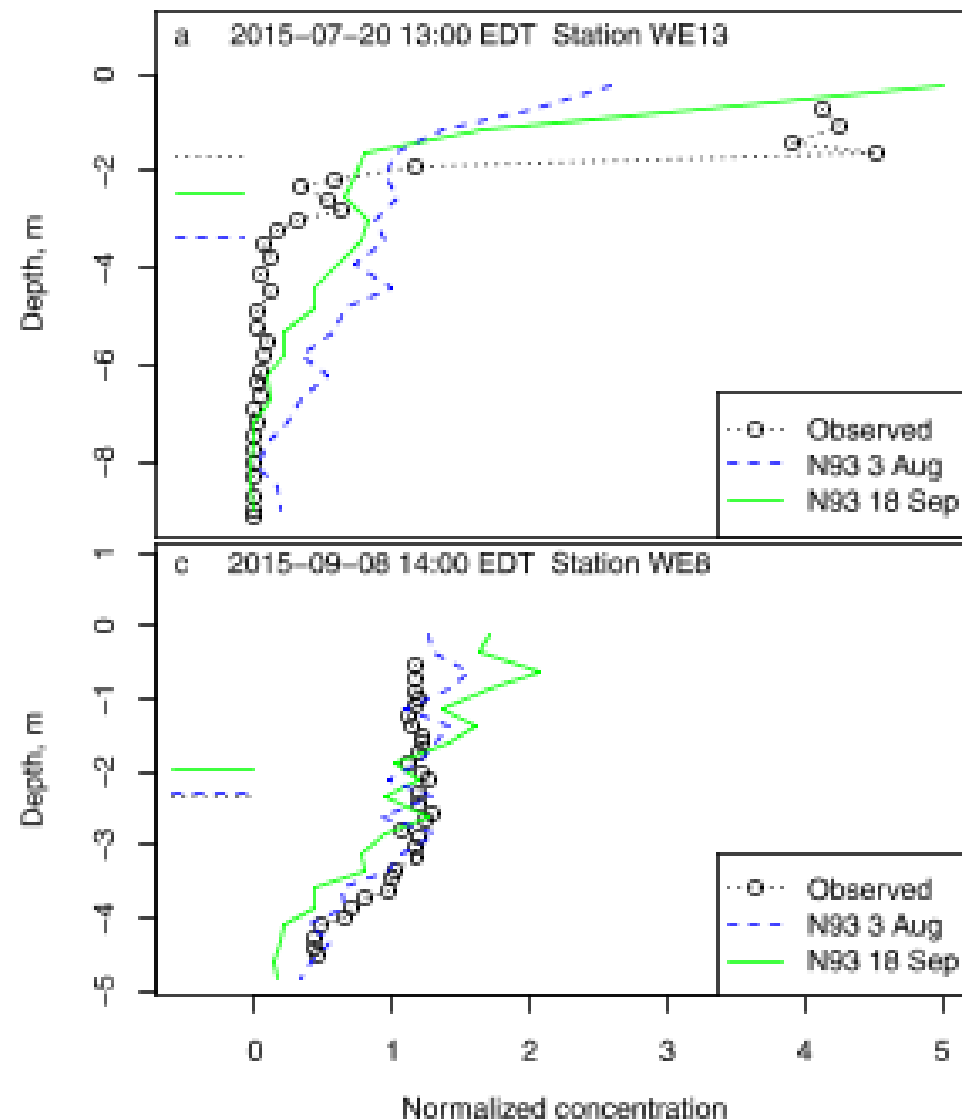 a 2015-07-20 13:00 EDT Station WE13
0
-2
-4
-6
-8
Depth, m
Observed
N93 3 Aug
N93 18 Sep
c 2015-09-08 14:00 EDT Station WE8
1
0
-1
-2
-3
-4
-5
Depth, m
Observed
N93 3 Aug
N93 18 Sep
0 1 2 3 4 5
Normalized concentration